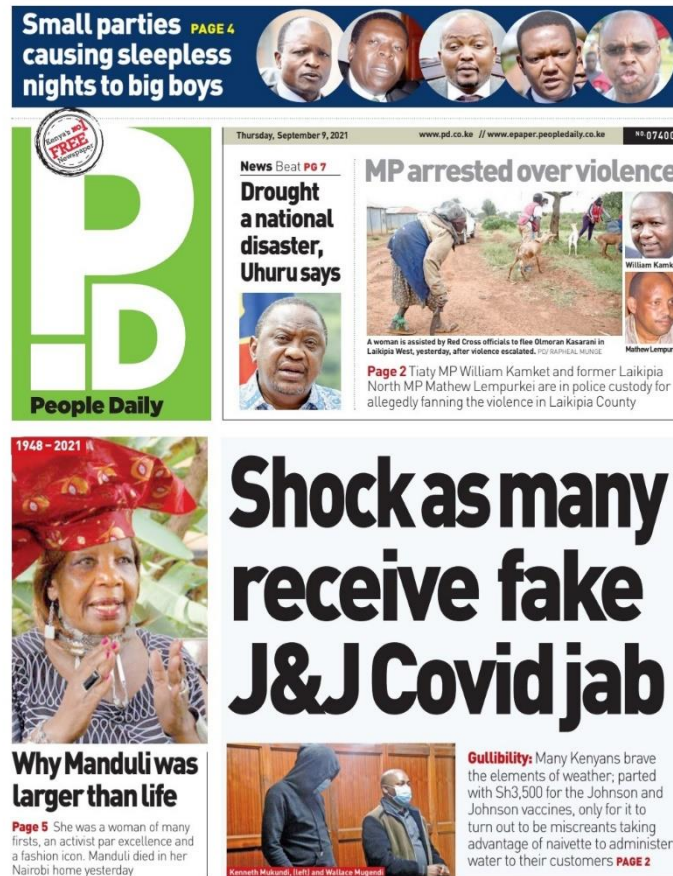 Small parties PAGE 4
causing sleepless
nights to big boys
Kenya's No1
FREE
Newspaper
PD
People Daily
Thursday, September 9, 2021
www.pd.co.ke // www.epaper.peopledaily.co.ke
NO. 07400
News Beat PG 7
Drought
a national
disaster,
Uhuru says
MP arrested over violence
William Kamk
Mathew Lempur
A woman is assisted by Red Cross officials to flee Olmoran Kasarani in
Laikipia West, yesterday, after violence escalated. PD/ RAPHEAL MUNGE
Page 2 Tiaty MP William Kamket and former Laikipia
North MP Mathew Lempurkei are in police custody for
allegedly fanning the violence in Laikipia County
1948 – 2021
Why Manduli was
larger than life
Page 5 She was a woman of many
firsts, an activist par excellence and
a fashion icon. Manduli died in her
Nairobi home yesterday
Shock as many
receive fake
J&J Covid jab
Kenneth Mukundi, (left) and Wallace Mugendi
Gullibility: Many Kenyans brave
the elements of weather; parted
with Sh3,500 for the Johnson and
Johnson vaccines, only for it to
turn out to be miscreants taking
advantage of naivette to administer
water to their customers PAGE 2